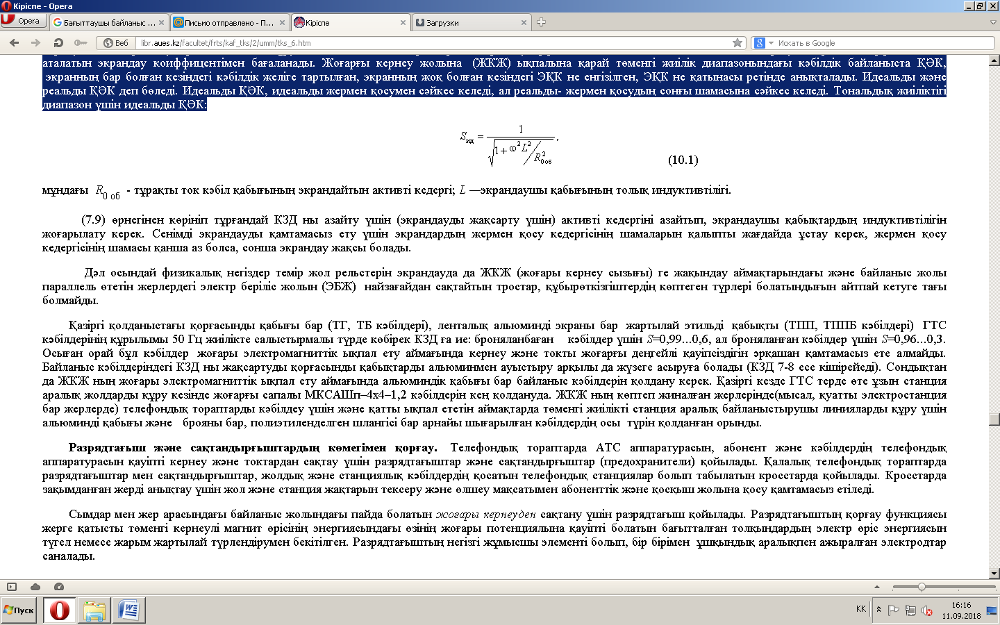 Кіріспе - Opera
Opera
Бағыттаушы байланыс ...
Письмо отправлено - П...
Кіріспе
Загрузки
Веб
libr.aues.kz/facultet/frts/kaf_tks/2/umm/tks_6.htm
Искать в Google
аталатын экрандау коиффицентімен бағаланады. Жоғарғы кернеу жолына (ЖКЖ) ықпалына қарай төменгі жиілік диапазонындағы кәбілдік байланыста ҚӘК,
экранның бар болған кезіндегі кәбілдік желіге тартылған, экранның жоқ болған кезіндегі ЭҚК не енгізілген, ЭҚК не қатынасы ретінде анықталады. Идеальды және
реальды ҚӘК деп бөледі. Идеальды ҚӘК, идеальды жермен қосумен сәйкес келеді, ал реальды- жермен қосудың соңғы шамасына сәйкес келеді. Тональдық жиіліктігі
диапазон үшін идеальды ҚӘК:
S ид = 1 / √(1 + ω² L² / R² 0об) ,
(10.1)
мұндағы R 0 об - тұрақты ток кәбіл қабығының экрандайтын активті кедергі; L —экрандаушы қабығының толық индуктивтілігі.
(7.9) өрнегінен көрініп тұрғандай КЗД ны азайту үшін (экрандауды жақсарту үшін) активті кедергіні азайтып, экрандаушы қабықтардың индуктивтілігін
жоғарылату керек. Сенімді экрандауды қамтамасыз ету үшін экрандардың жермен қосу кедергісінің шамаларын қалыпты жағдайда ұстау керек, жермен қосу
кедергісінің шамасы қанша аз болса, сонша экрандау жақсы болады.
Дәл осындай физикалық негіздер темір жол рельстерін экрандауда да ЖКЖ (жоғары кернеу сызығы) ге жақындау аймақтарындағы және байланыс жолы
параллель өтетін жерлердегі электр беріліс жолын (ЭБЖ) найзағайдан сақтайтын тростар, құбырөткізгіштердің көптеген түрлері болатындығын айтпай кетуге тағы
болмайды.
Қазіргі қолданыстағы қорғасынды қабығы бар (ТГ, ТБ кәбілдері), ленталық альюминді экраны бар жартылай этильді қабықты (ТПП, ТППБ кәбілдері) ГТС
кәбілдерінің құрылымы 50 Гц жиілікте салыстырмалы түрде көбірек КЗД ға ие: броняланбаған кәбілдер үшін S=0,99...0,6, ал броняланған кәбілдер үшін S=0,96...0,3.
Осыған орай бұл кәбілдер жоғары электромагниттік ықпал ету аймағында кернеу және токты жоғарғы деңгейлі қауіпсіздігін әрқашан қамтамасыз ете алмайды.
Байланыс кәбілдеріндегі КЗД ны жақсартуды қорғасынды қабықтарды альюминмен ауыстыру арқылы да жүзеге асыруға болады (КЗД 7-8 есе кішірейеді). Сондықтан
да ЖКЖ ның жоғары электромагниттік ықпал ету аймағында альюминдік қабығы бар байланыс кәбілдерін қолдану керек. Қазіргі кезде ГТС терде өте ұзын станция
аралық жолдарды құру кезінде жоғарғы сапалы МКСАШп–4х4–1,2 кәбілдерін кең қолдануда. ЖКЖ ның көптеп жиналған жерлерінде(мысал, қуатты электростанция
бар жерлерде) телефондық тораптарды кәбілдеу үшін және қатты ықпал ететін аймақтарда төменгі жиілікті станция аралық байланыстырушы линияларды құру үшін
альюминді қабығы және брояны бар, полиэтиленделген шлангісі бар арнайы шығарылған кәбілдердің осы түрін қолданған орынды.
Разрядтағыш және сақтандырғыштардың көмегімен қорғау. Телефондық тораптарда АТС аппаратурасын, абонент және кәбілдердің телефондық
аппаратурасын қауіпті кернеу және токтардан сақтау үшін разрядтағыштар және сақтандырғыштар (предохранители) қойылады. Қалалық телефондық тораптарда
разрядтағыштар мен сақтандырғыштар, жолдық және станциялық кәбілдердің қосатын телефондық станциялар болып табылатын кросстарда қойылады. Кросстарда
зақымданған жерді анықтау үшін жол және станция жақтарын тексеру және өлшеу мақсатымен абоненттік және қосқыш жолына қосу қамтамасыз етіледі.
Сымдар мен жер арасындағы байланыс жолындағы пайда болатын жоғары кернеуден сақтану үшін разрядтағыш қойылады. Разрядтағыштың қорғау функциясы
жерге қатысты төменгі кернеулі магнит өрісінің энергиясындағы өзінің жоғары потенциылына қауіпті болатын бағытталған толқындардың электр өріс энергиясын
түгел немесе жарым жартылай түрлендірумен бекітілген. Разрядтағыштың негізгі жұмысшы элементі болып, бір бірімен ұшқындық аралықпен ажыралған электродтар
саналады.
Пуск
KK
16:16
11.09.2018